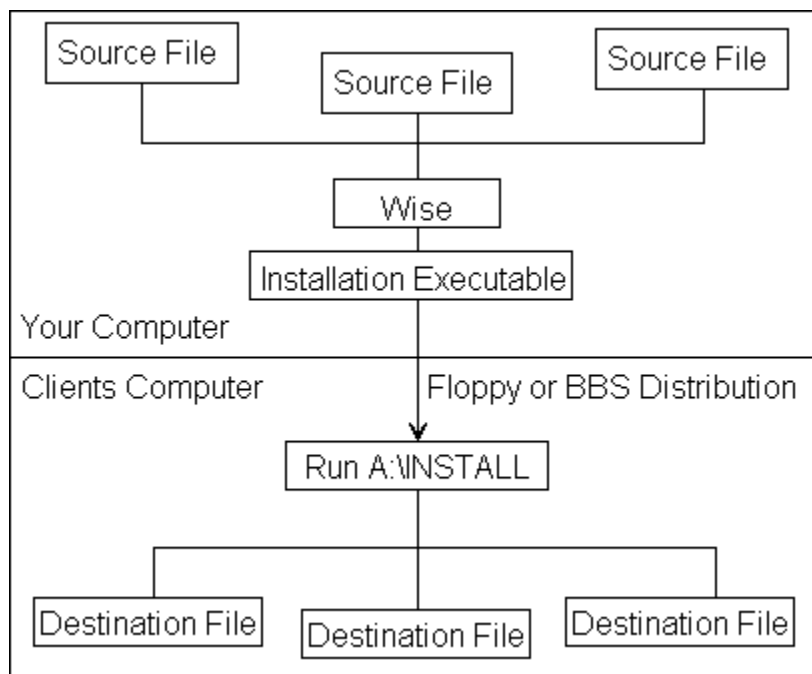 Source File
Source File
Source File
Wise
Installation Executable
Your Computer
Clients Computer
Floppy or BBS Distribution
Run A:\INSTALL
Destination File
Destination File
Destination File